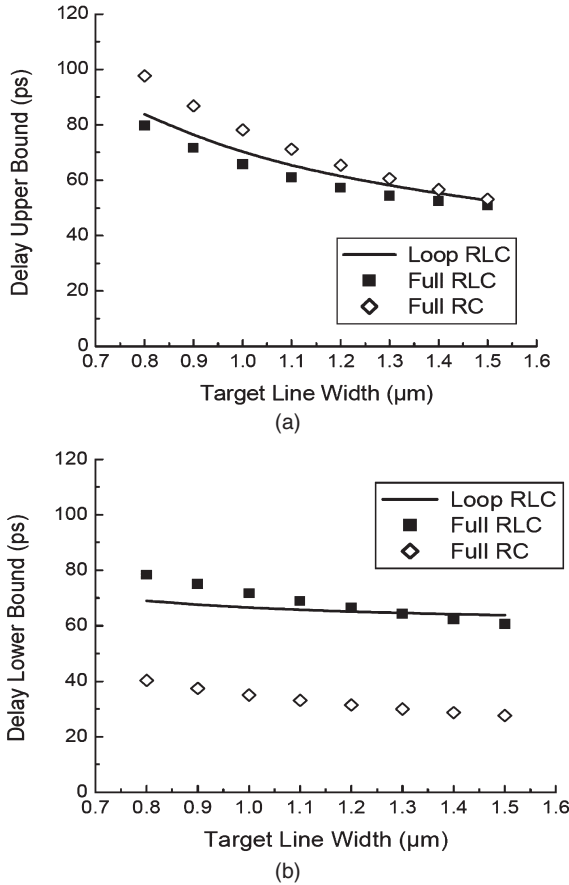 120
100
80
60
40
20
0
Delay Upper Bound (ps)
Loop RLC
Full RLC
Full RC
0.7 0.8 0.9 1.0 1.1 1.2 1.3 1.4 1.5 1.6
Target Line Width (µm)
(a)
120
100
80
60
40
20
0
Delay Lower Bound (ps)
Loop RLC
Full RLC
Full RC
0.7 0.8 0.9 1.0 1.1 1.2 1.3 1.4 1.5 1.6
Target Line Width (µm)
(b)